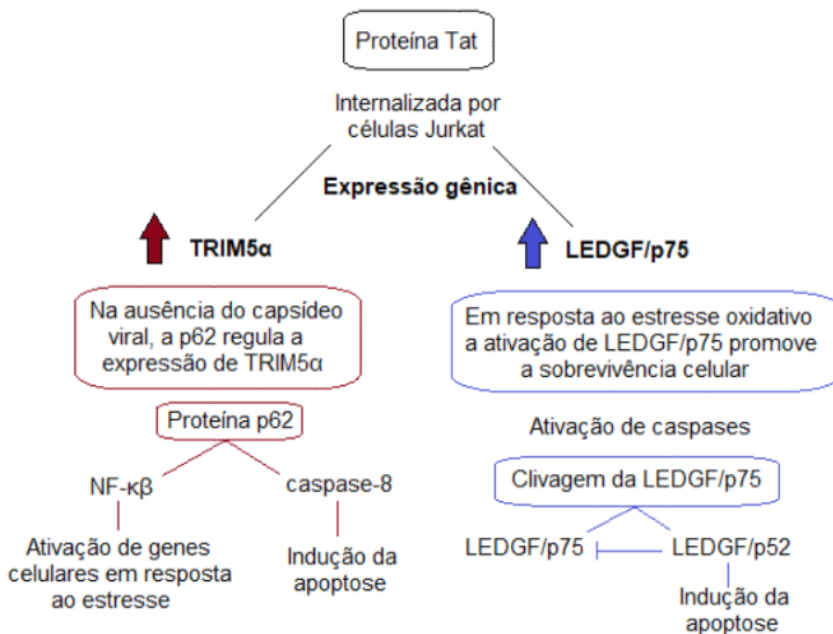 Proteína Tat
Internalizada por
células Jurkat
Expressão gênica
TRIM5α
LEDGF/p75
Na ausência do capsídeo
viral, a p62 regula a
expressão de TRIM5α
Em resposta ao estresse oxidativo
a ativação de LEDGF/p75 promove
a sobrevivência celular
Proteína p62
Ativação de caspases
NF-κβ
caspase-8
Clivagem da LEDGF/p75
Ativação de genes
celulares em resposta
ao estresse
Indução da
apoptose
LEDGF/p75
LEDGF/p52
Indução da
apoptose